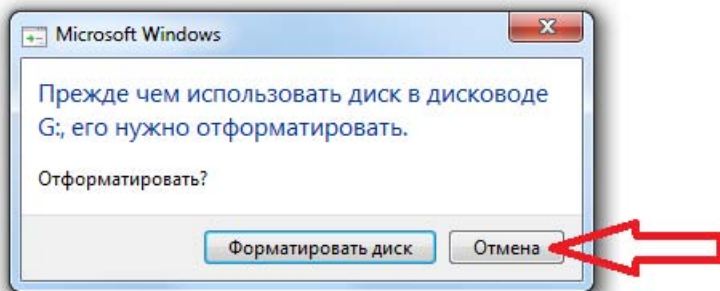 Microsoft Windows
Прежде чем использовать диск в дисководе
G:, его нужно отформатировать.
Отформатировать?
Форматировать диск Отмена